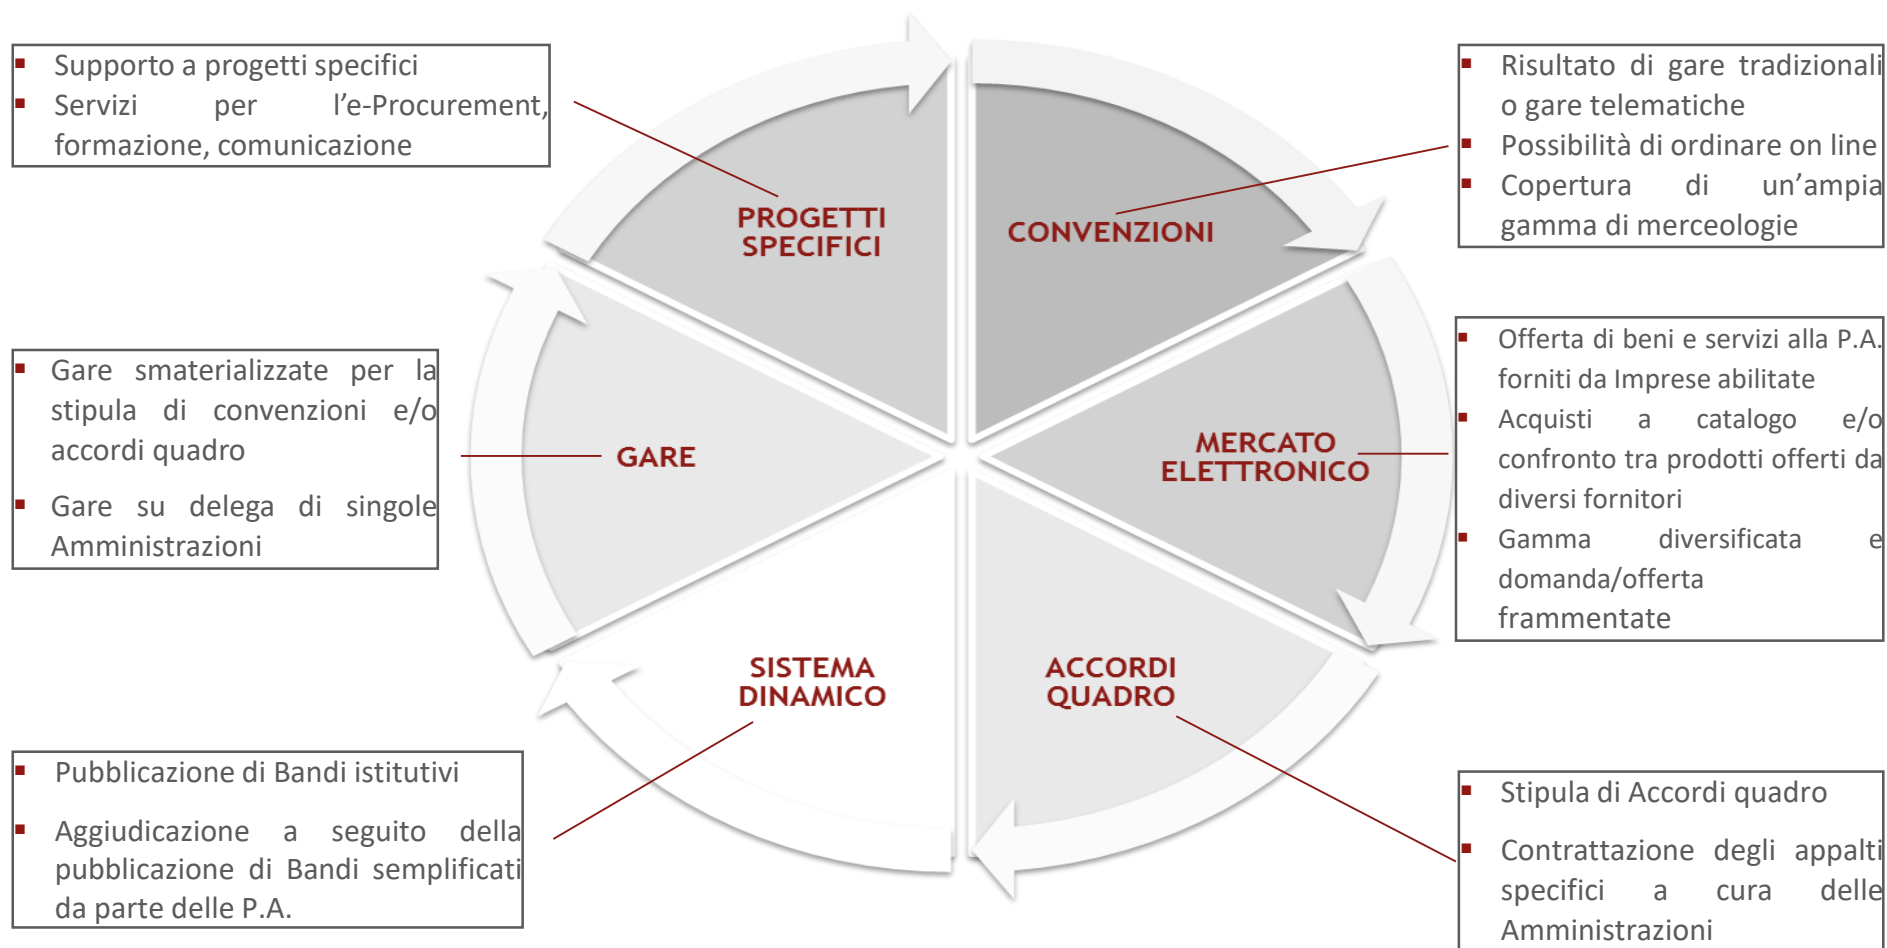 Supporto a progetti specifici
Servizi per l'e-Procurement,
formazione, comunicazione
Gare smaterializzate per la
stipula di convenzioni e/o
accordi quadro
Gare su delega di singole
Amministrazioni
Pubblicazione di Bandi istitutivi
Aggiudicazione a seguito della
pubblicazione di Bandi semplificati
da parte delle P.A.
PROGETTI
SPECIFICI
CONVENZIONI
GARE
MERCATO
ELETTRONICO
SISTEMA
DINAMICO
ACCORDI
QUADRO
Risultato di gare tradizionali
o gare telematiche
Possibilità di ordinare on line
Copertura di un’ampia
gamma di merceologie
Offerta di beni e servizi alla P.A.
forniti da Imprese abilitate
Acquisti a catalogo e/o
confronto tra prodotti offerti da
diversi fornitori
Gamma diversificata e
domanda/offerta
frammentate
Stipula di Accordi quadro
Contrattazione degli appalti
specifici a cura delle
Amministrazioni